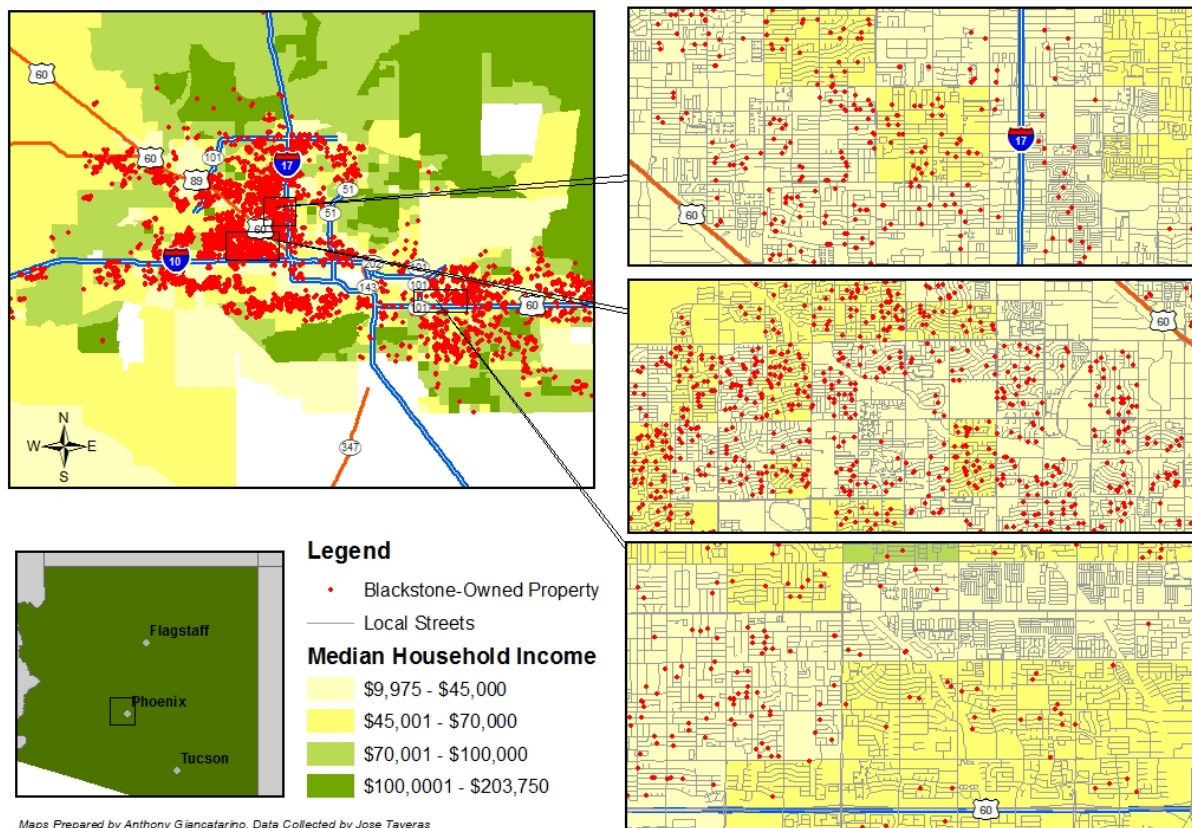 60
60
101
17
89
51
51
60
10
202
101
143
101
101
60
347
N
W E
S
17
60
60
60
Flagstaff
Phoenix
Tucson
Legend
Blackstone-Owned Property
Local Streets
Median Household Income
$9,975 - $45,000
$45,001 - $70,000
$70,001 - $100,000
$100,0001 - $203,750
Maps Prepared by Anthony Giancatarino, Data Collected by Jose Taveras